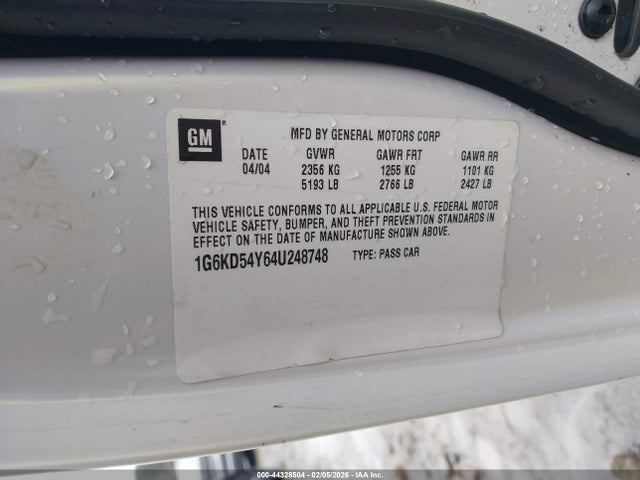 GM
MFD BY GENERAL MOTORS CORP
DATE GVWR GAWR FRT GAWR RR
04/04 2356 KG 1255 KG 1101 KG
5193 LB 2766 LB 2427 LB
THIS VEHICLE CONFORMS TO ALL APPLICABLE U.S. FEDERAL MOTOR
VEHICLE SAFETY, BUMPER, AND THEFT PREVENTION STANDARDS IN
EFFECT ON THE DATE OF MANUFACTURE SHOWN ABOVE.
1G6KD54Y64U248748 TYPE: PASS CAR
000-44328504 - 02/05/2026 - IAAI.COM